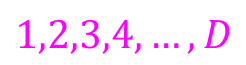 1,2,3,4, … , D